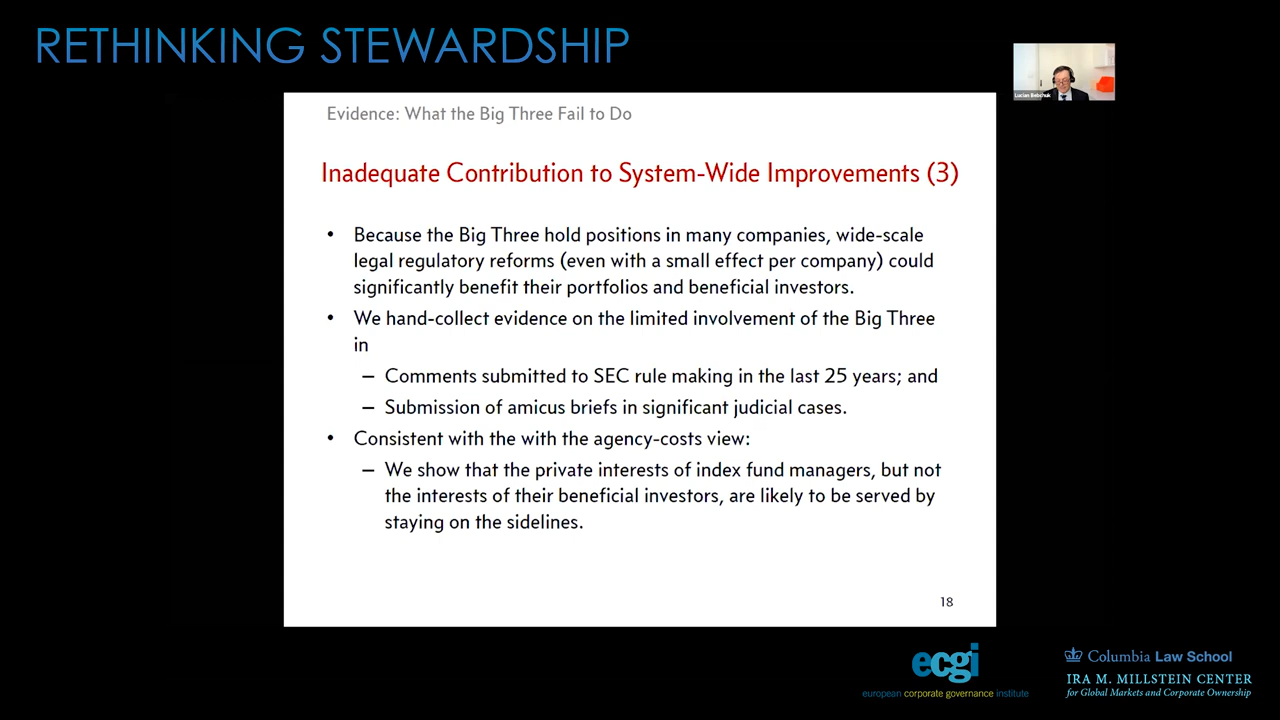 RETHINKING STEWARDSHIP
Lucian Bebchuk
Evidence: What the Big Three Fail to Do
Inadequate Contribution to System-Wide Improvements (3)
• Because the Big Three hold positions in many companies, wide-scale
legal regulatory reforms (even with a small effect per company) could
significantly benefit their portfolios and beneficial investors.
• We hand-collect evidence on the limited involvement of the Big Three
in
– Comments submitted to SEC rule making in the last 25 years; and
– Submission of amicus briefs in significant judicial cases.
• Consistent with the with the agency-costs view:
– We show that the private interests of index fund managers, but not
the interests of their beneficial investors, are likely to be served by
staying on the sidelines.
18
ecgi
european corporate governance institute
Columbia Law School
IRA M. MILLSTEIN CENTER
for Global Markets and Corporate Ownership